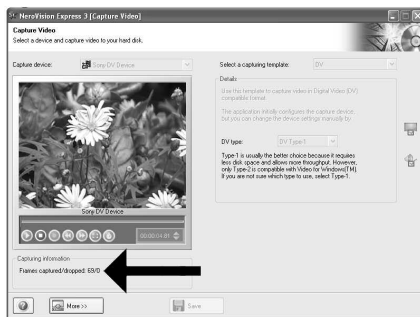 NeroVision Express 3 [Capture Video]
Capture Video
Select a device and capture video to your hard disk.
Capture device:
Sony DV Device
Select a capturing template:
DV
Details
Use this template to capture video in Digital Video (DV)
compatible format.
The application initially configures the capture device,
but you can change the device settings manually by
DV type:
DV Type-1
Type-1 is usually the better choice because it requires
less disk space and allows more throughput. However,
only Type-2 is compatible with Video for Windows(TM).
If you are not sure which type to use, select Type-1.
Sony DV Device
00:00:04.81
Capturing information
Frames captured/dropped: 69/0
More >>
Save